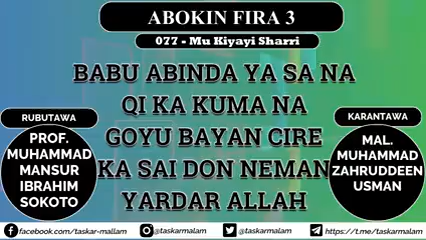 ABOKIN FIRA 3
077 - Mu Kiyayi Sharri
BABU ABINDA YA SA NA
QI KA KUMA NA
GOYU BAYAN CIRE
KA SAI DON NEMAN
YARDAR ALLAH
RUBUTAWA
PROF.
MUHAMMAD
MANSUR
IBRAHIM
SOKOTO
KARANTAWA
MAL.
MUHAMMAD
ZAHRUDDEEN
USMAN
facebook.com/taskar-mallam
@taskarmalam
@taskarmalam
https://t.me/taskarmalam